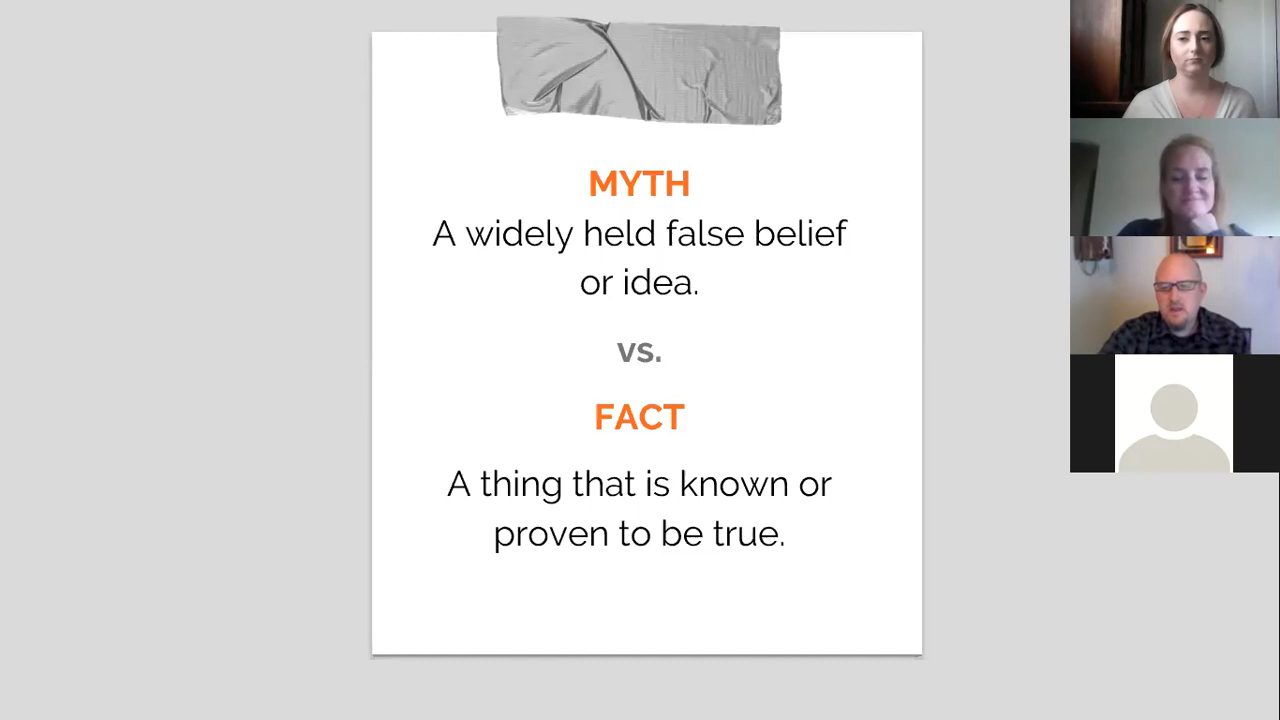 MYTH
A widely held false belief
or idea.
vs.
FACT
A thing that is known or
proven to be true.